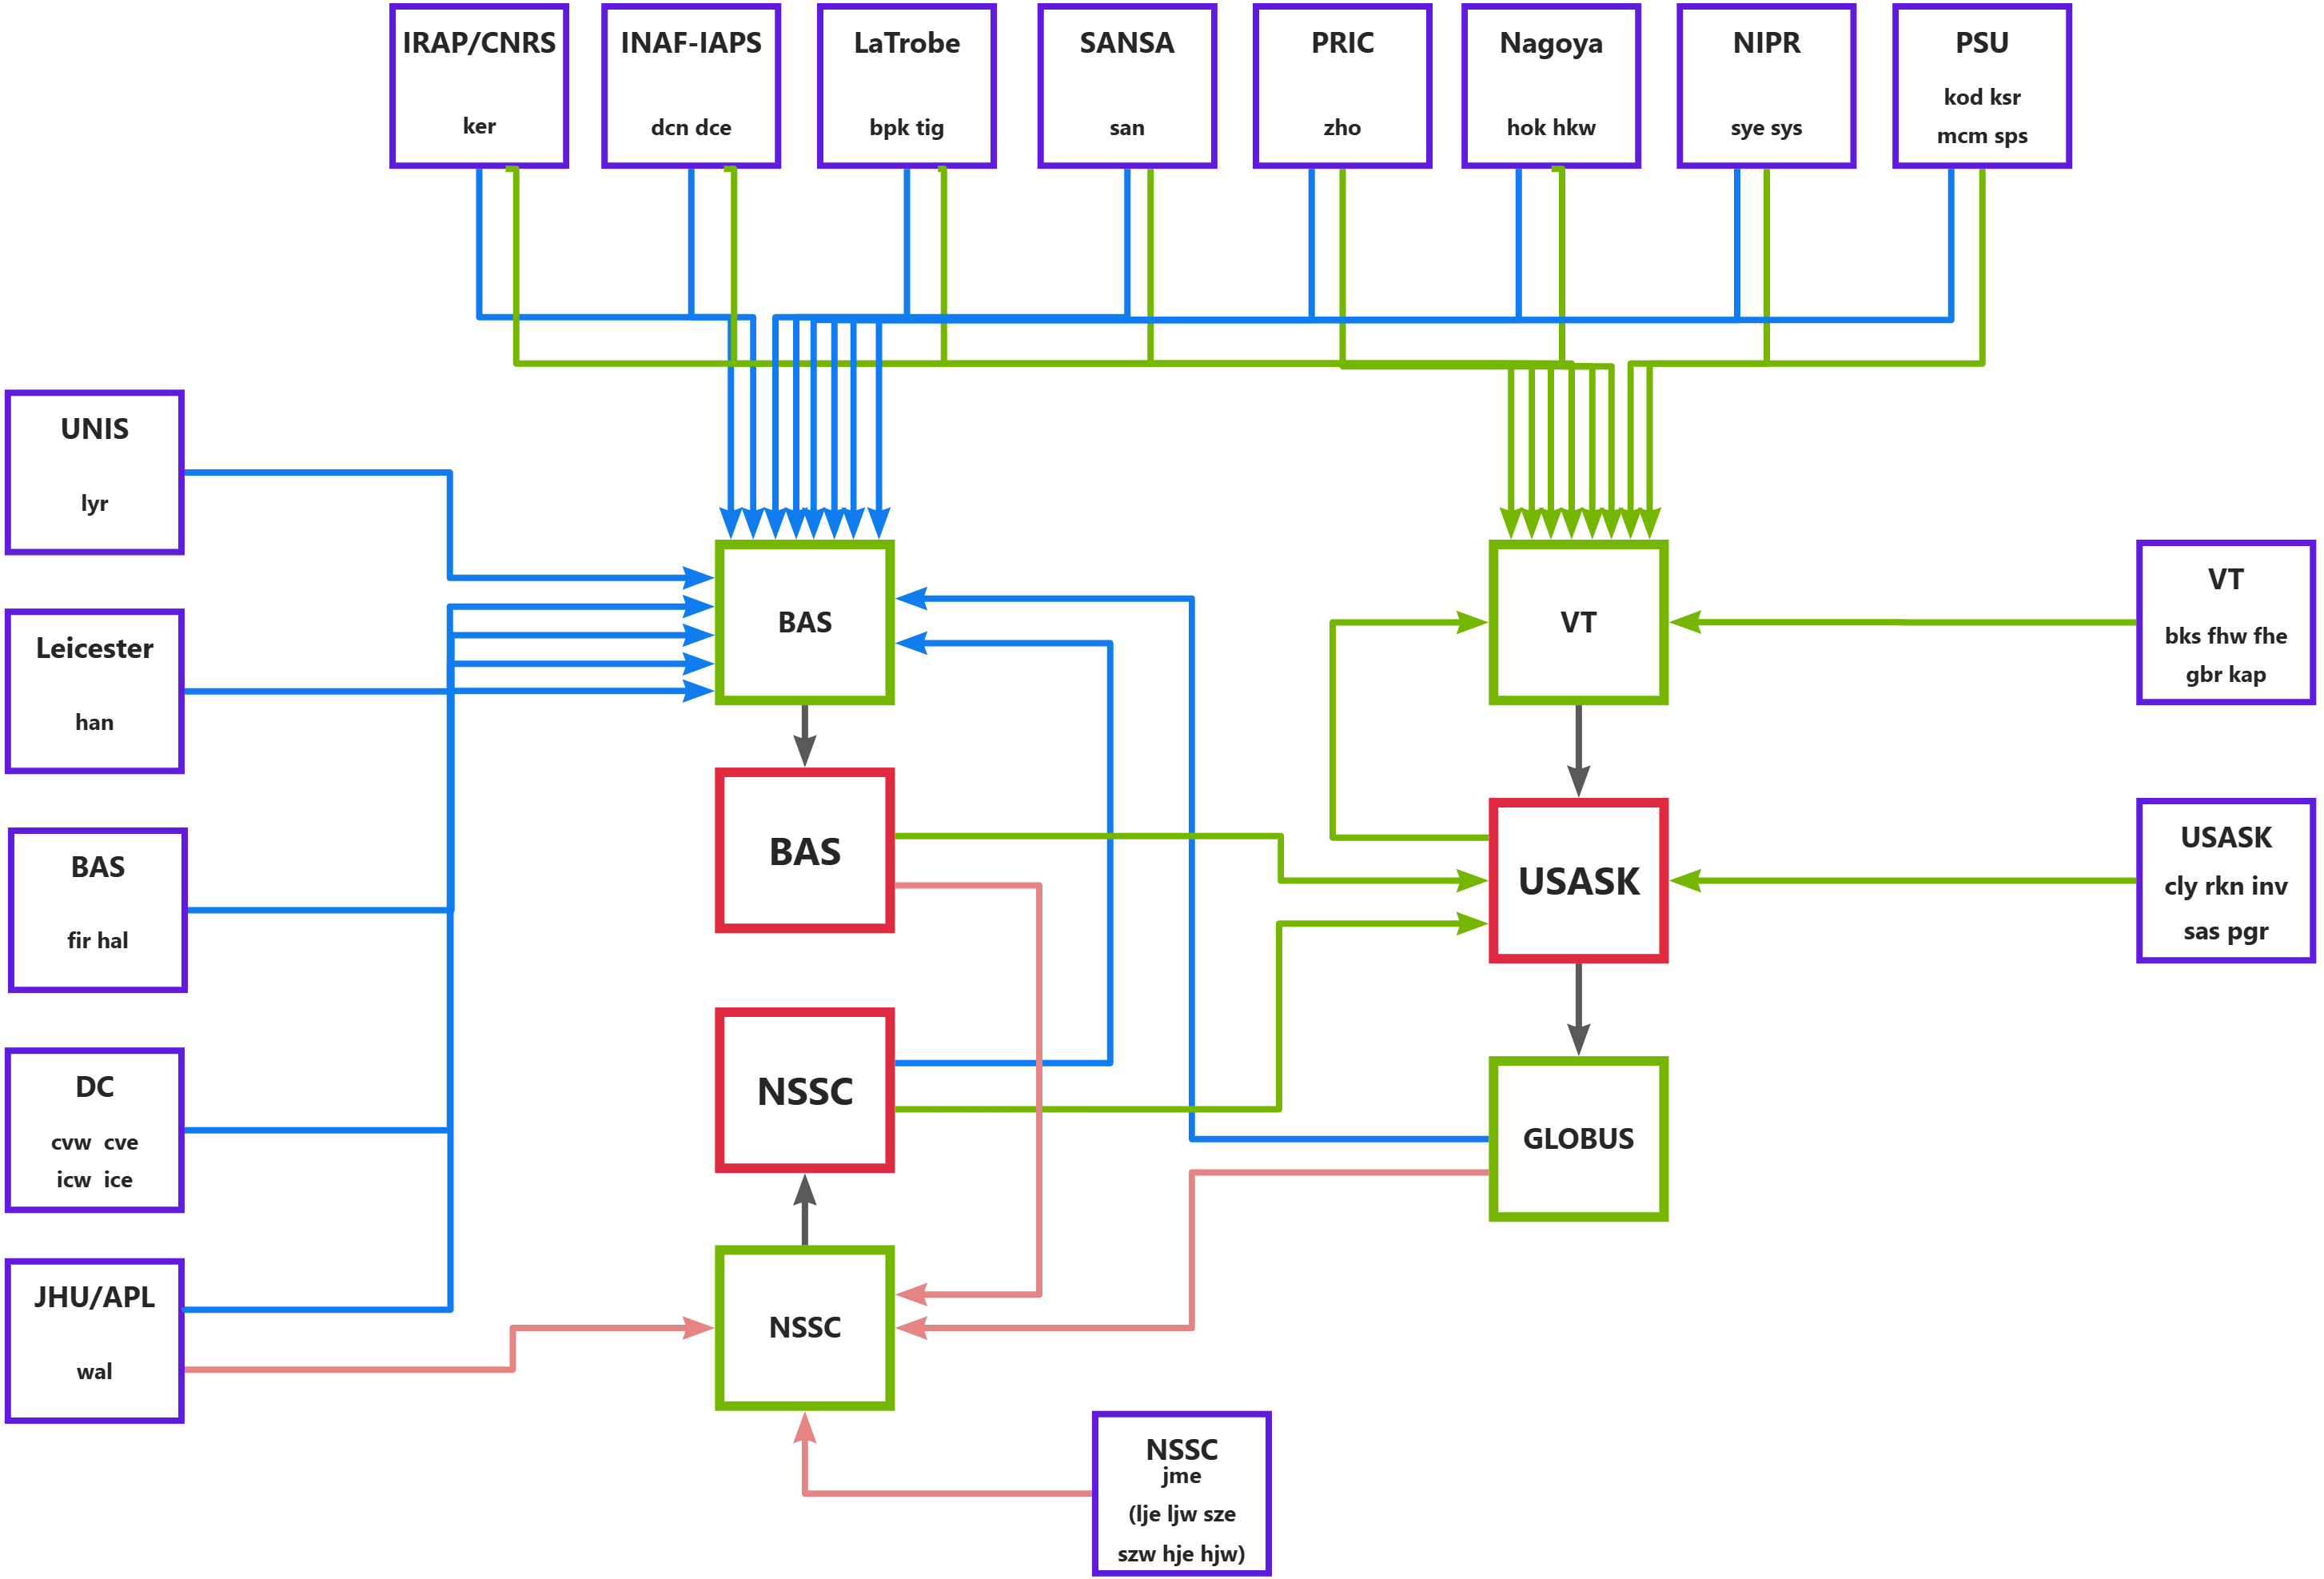 IRAP/CNRS
ker
INAF-IAPS
dcn dce
LaTrobe
bpk tig
SANSA
san
PRIC
zho
Nagoya
hok hkw
NIPR
sye sys
PSU
kod ksr
mcm sps
UNIS
lyr
Leicester
han
BAS
fir hal
DC
cvw cve
icw ice
JHU/APL
wal
BAS
BAS
NSSC
NSSC
NSSC
jme
(lje ljw sze
szw hje hjw)
VT
USASK
GLOBUS
VT
bks fhw fhe
gbr kap
USASK
cly rkn inv
sas pgr